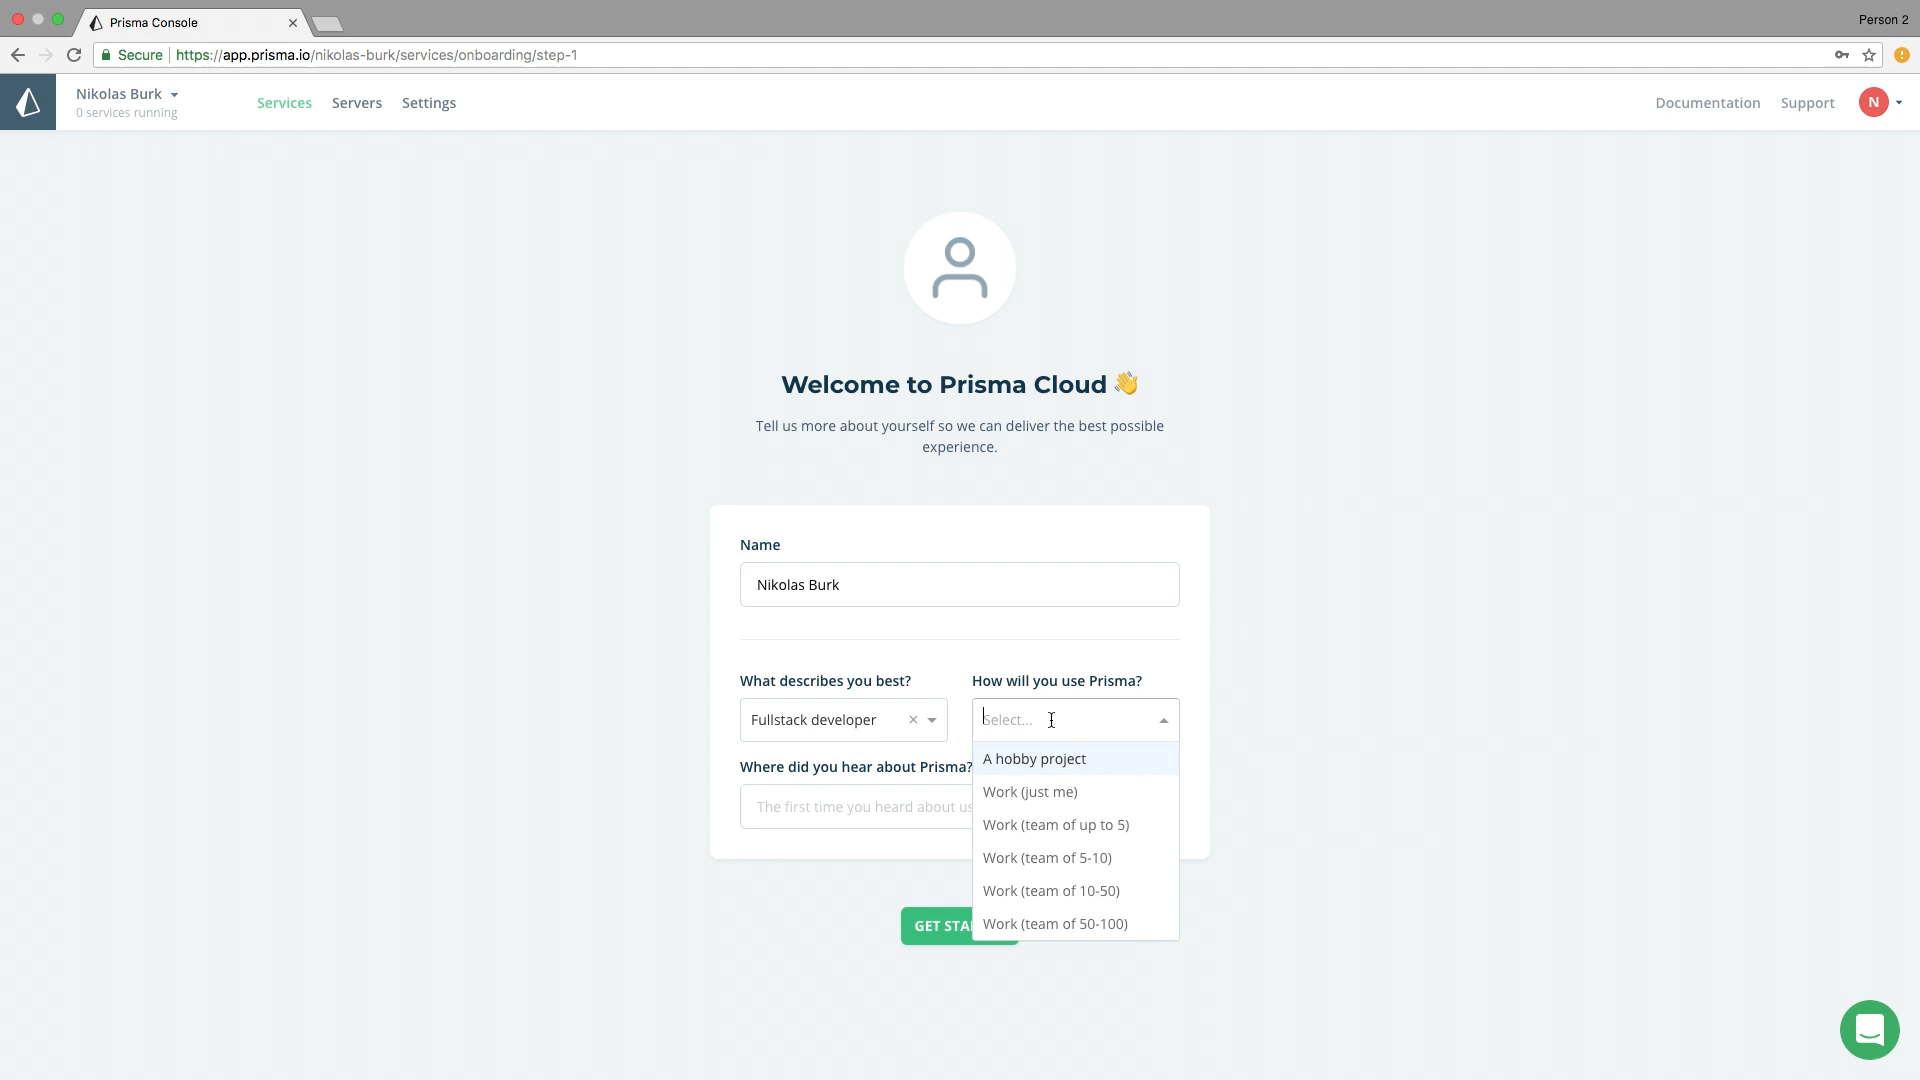 Prisma Console
Person 2
Secure
https://app.prisma.io/nikolas-burk/services/onboarding/step-1
Nikolas Burk
0 services running
Services
Servers
Settings
Documentation
Support
N
Welcome to Prisma Cloud 👋
Tell us more about yourself so we can deliver the best possible
experience.
Name
Nikolas Burk
What describes you best?
How will you use Prisma?
Fullstack developer
Select...
Where did you hear about Prisma?
The first time you heard about us
A hobby project
Work (just me)
Work (team of up to 5)
Work (team of 5-10)
Work (team of 10-50)
Work (team of 50-100)
GET STA